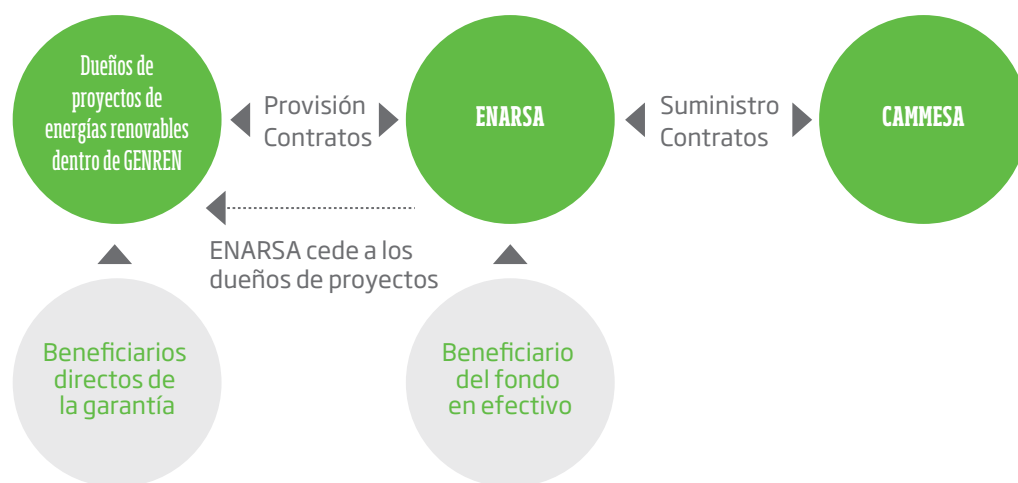 Dueños de
proyectos de
energías renovables
dentro de GENREN
Provisión
Contratos
ENARSA
Suministro
Contratos
CAMMESA
ENARSA cede a los
dueños de proyectos
Beneficiarios
directos de
la garantía
Beneficiario
del fondo
en efectivo